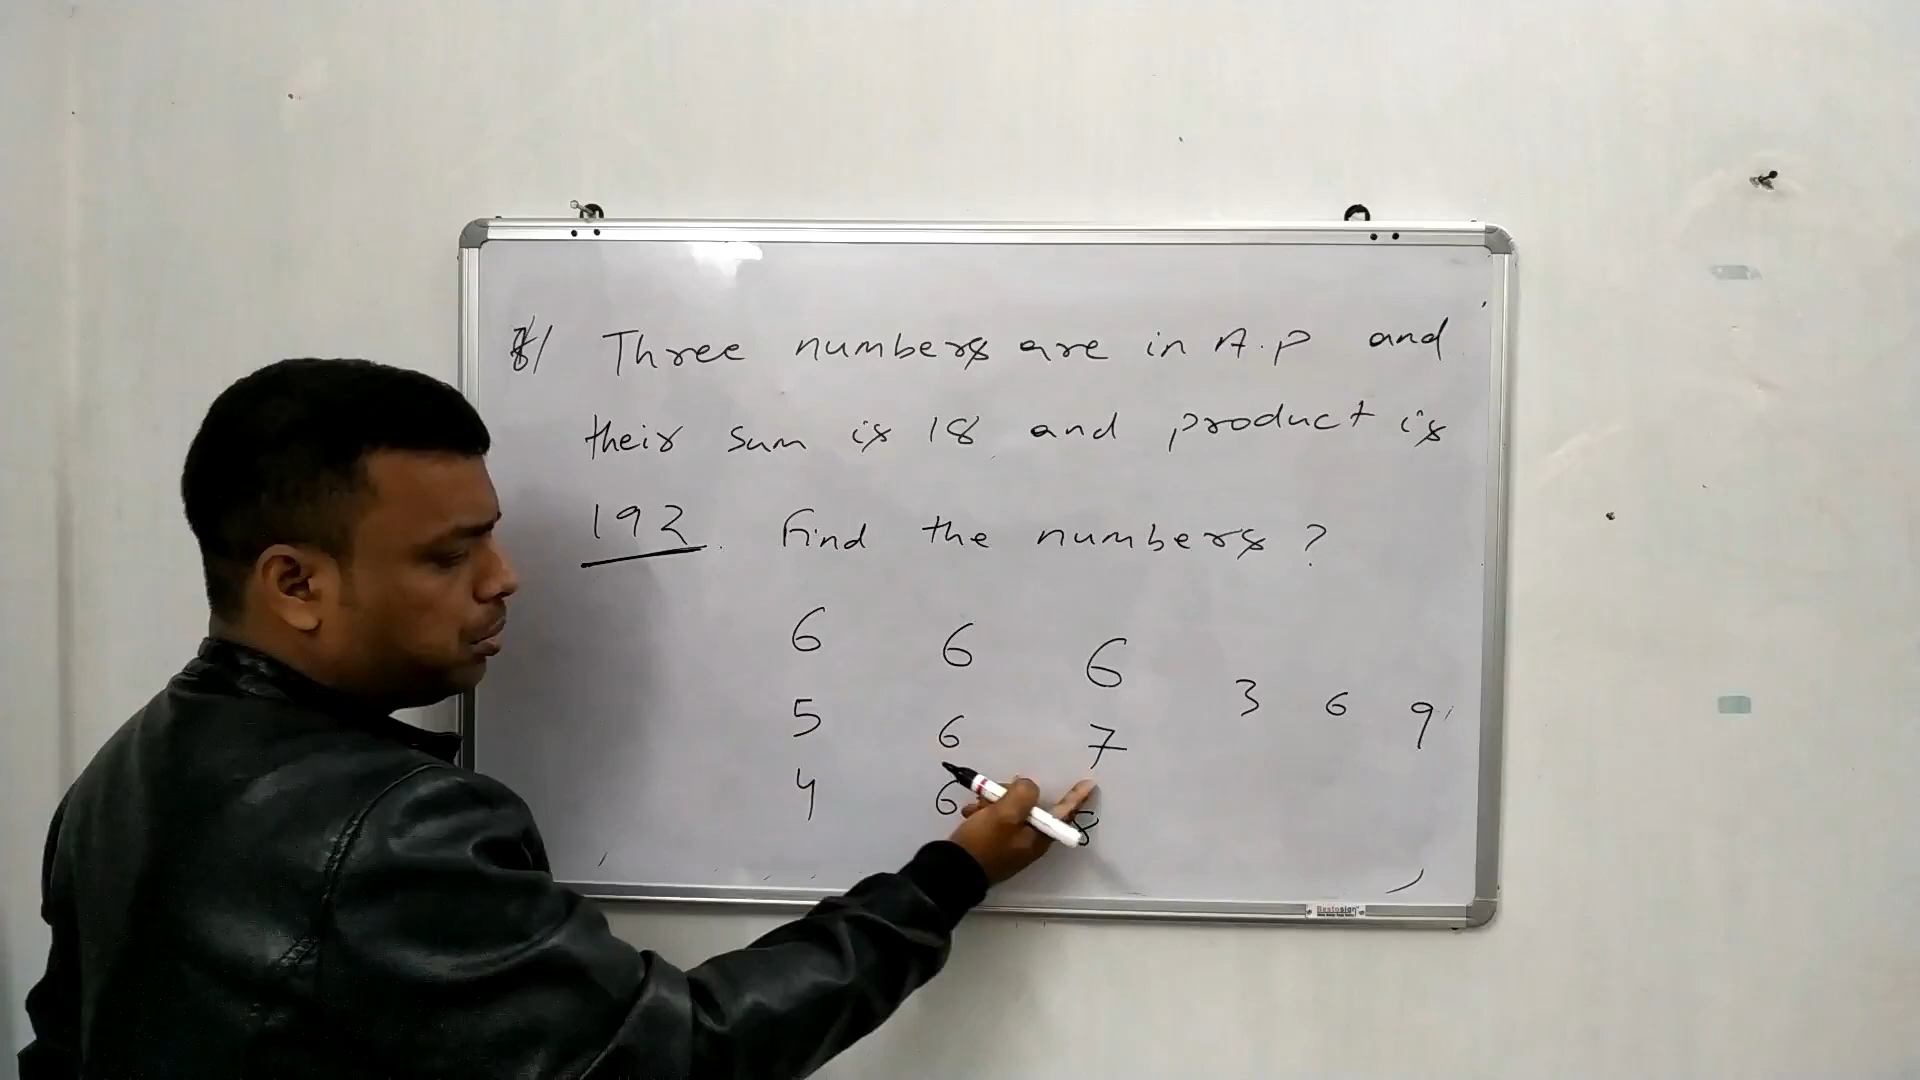 Three numbers are in A.P and
their sum is 18 and product is
192. Find the numbers?
6 6 6
5 6 7 3 6 9
4 6 8
Bestosign